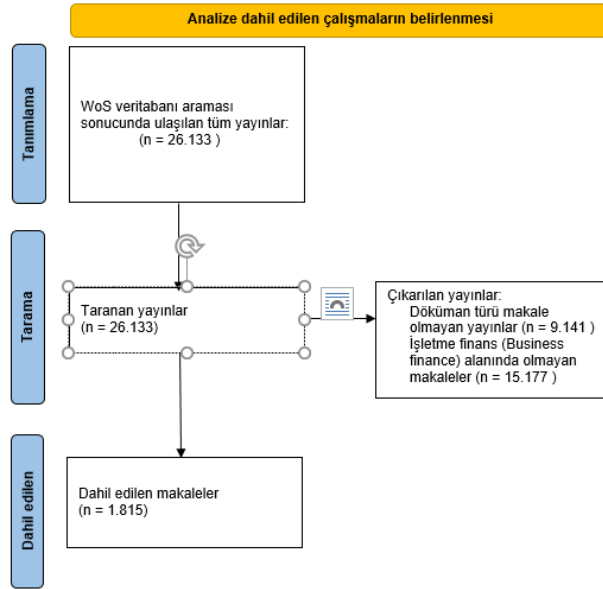 Analize dahil edilen çalışmaların belirlenmesi
Tanımlama
WoS veritabanı araması
sonucunda ulaşılan tüm yayınlar:
(n = 26.133 )
Tarama
Taranan yayınlar
(n = 26.133)
Çıkarılan yayınlar:
Döküman türü makale
olmayan yayınlar (n = 9.141 )
İşletme finans (Business
finance) alanında olmayan
makaleler (n = 15.177 )
Dahil edilen
Dahil edilen makaleler
(n = 1.815)